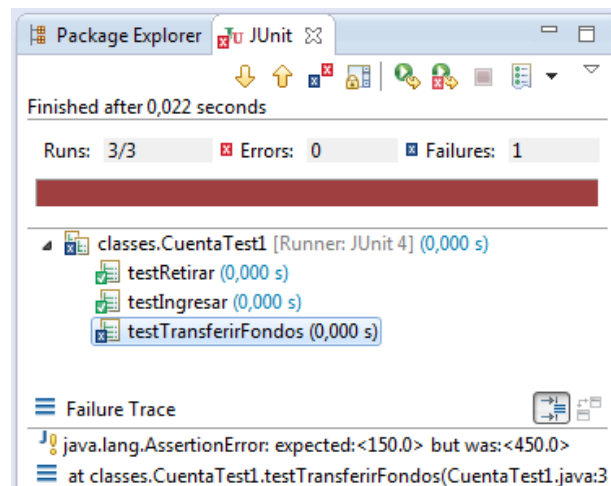 Package Explorer JUnit
Finished after 0,022 seconds
Runs: 3/3 Errors: 0 Failures: 1
classes.CuentaTest1 [Runner: JUnit 4] (0,000 s)
testRetirar (0,000 s)
testIngresar (0,000 s)
testTransferirFondos (0,000 s)
Failure Trace
java.lang.AssertionError: expected:<150.0> but was:<450.0>
at classes.CuentaTest1.testTransferirFondos(CuentaTest1.java:3